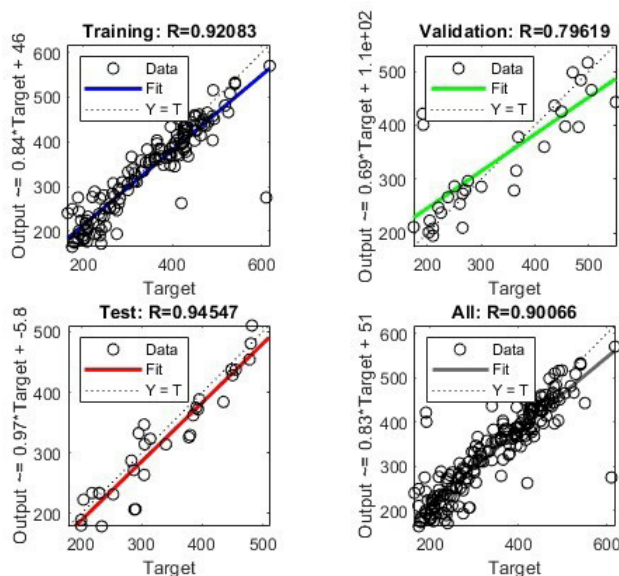 Training: R=0.92083
Output ~= 0.84*Target + 46
600
500
400
300
200
Data
Fit
Y = T
200 400 600
Target
Validation: R=0.79619
Output ~= 0.69*Target + 1.1e+02
500
400
300
200
Data
Fit
Y = T
200 300 400 500
Target
Test: R=0.94547
Output ~= 0.97*Target + -5.8
500
400
300
200
Data
Fit
Y = T
200 300 400 500
Target
All: R=0.90066
Output ~= 0.83*Target + 51
600
500
400
300
200
Data
Fit
Y = T
200 400 600
Target